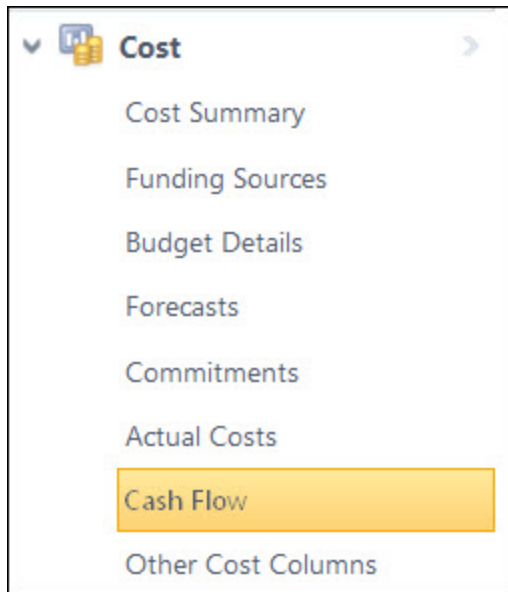 Cost
Cost Summary
Funding Sources
Budget Details
Forecasts
Commitments
Actual Costs
Cash Flow
Other Cost Columns